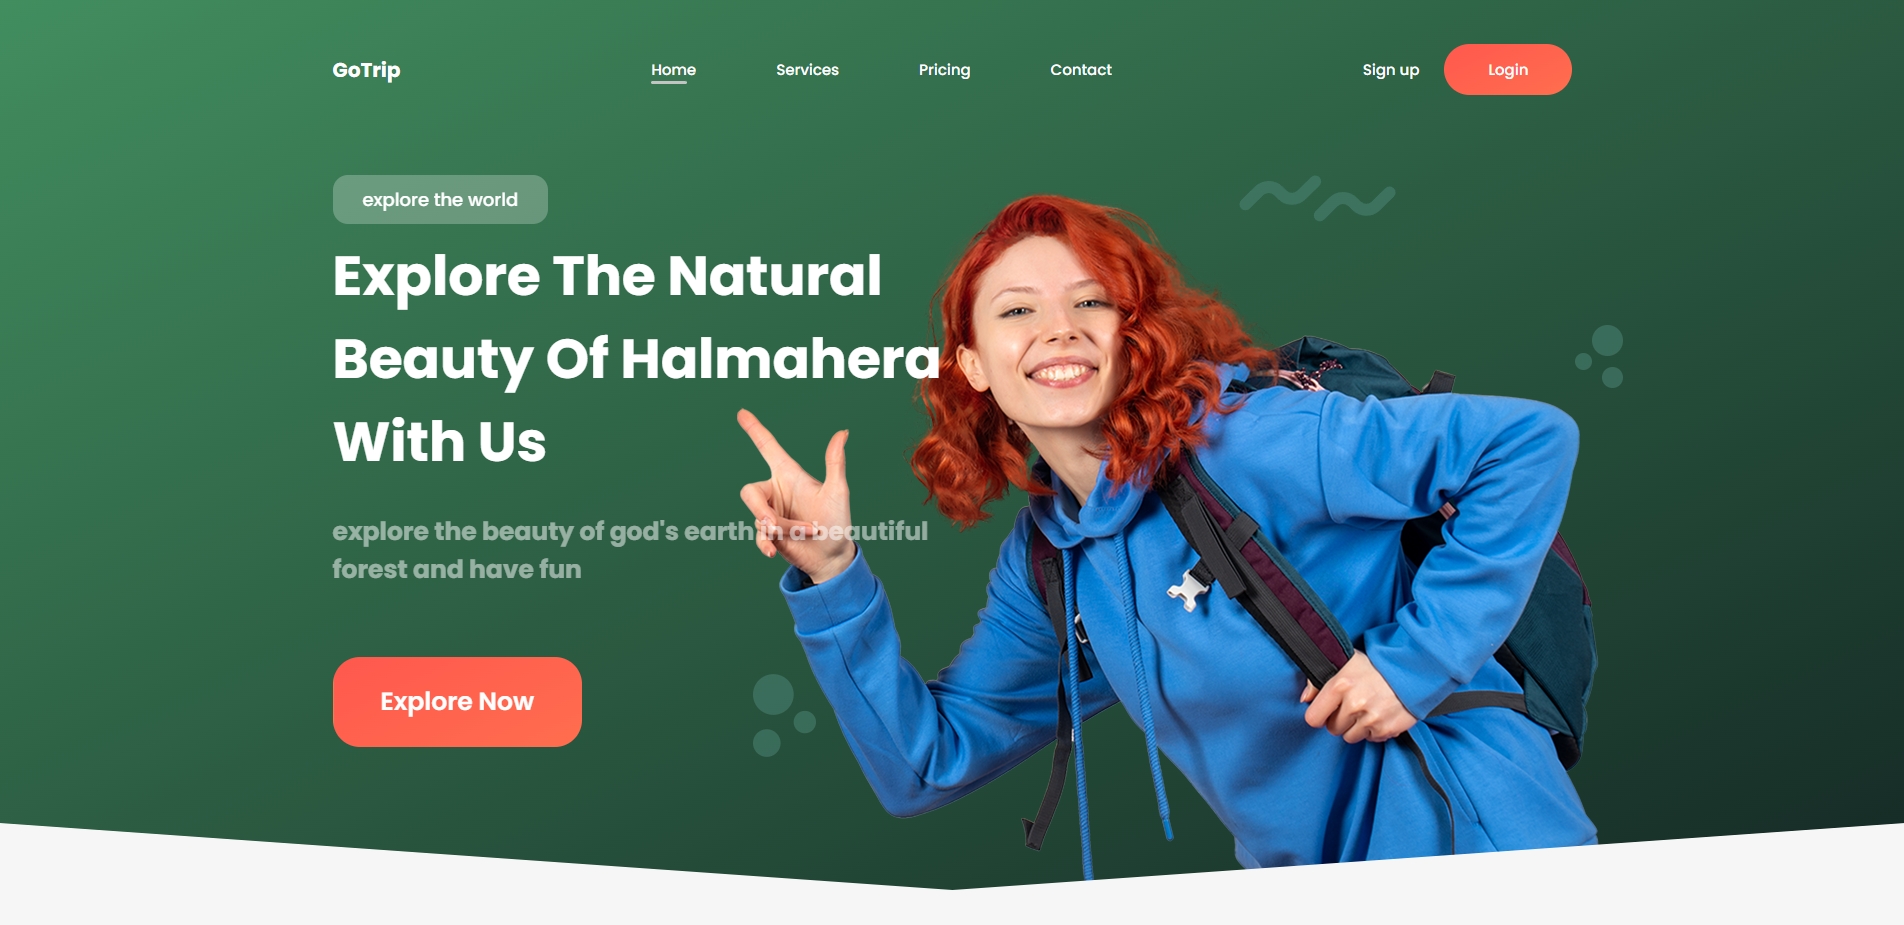 GoTrip
Home
Services
Pricing
Contact
Sign up
Login
explore the world
Explore The Natural
Beauty Of Halmahera
With Us
explore the beauty of god's earth in a beautiful
forest and have fun
Explore Now